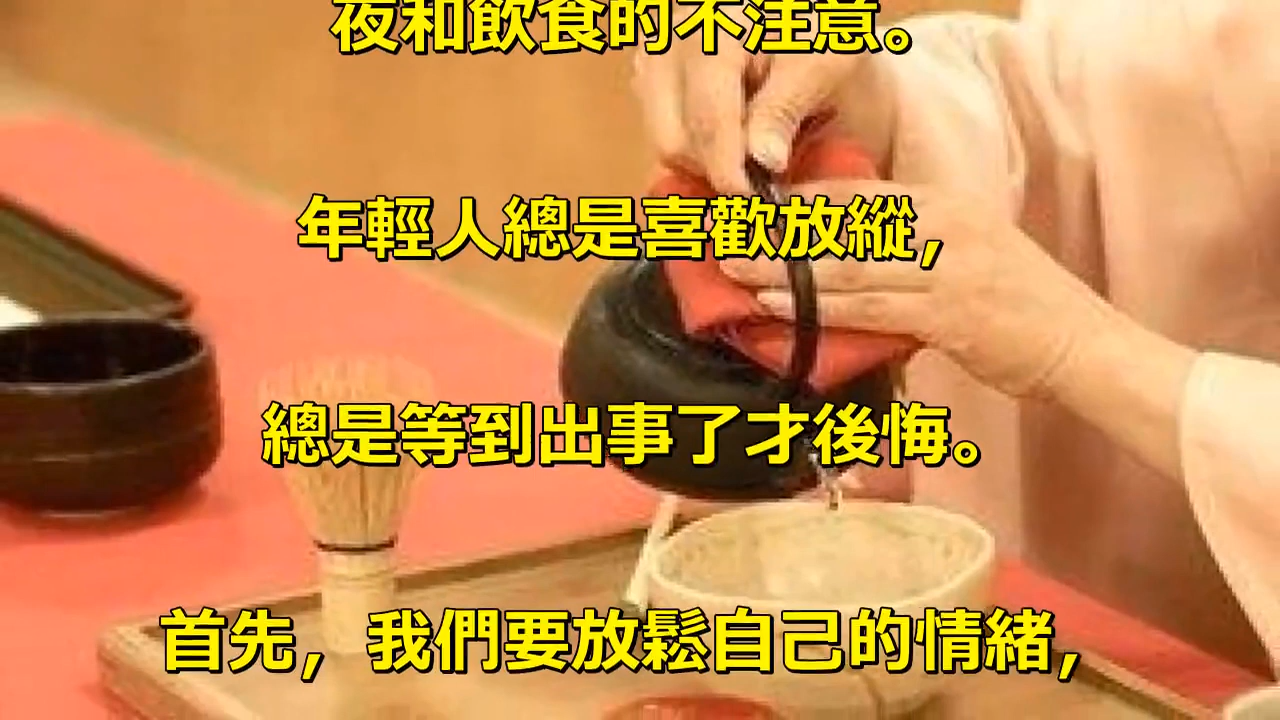 夜和飲食的不注意。
年輕人總是喜歡放縱，
總是等到出事了才後悔。
首先，我們要放鬆自己的情緒，